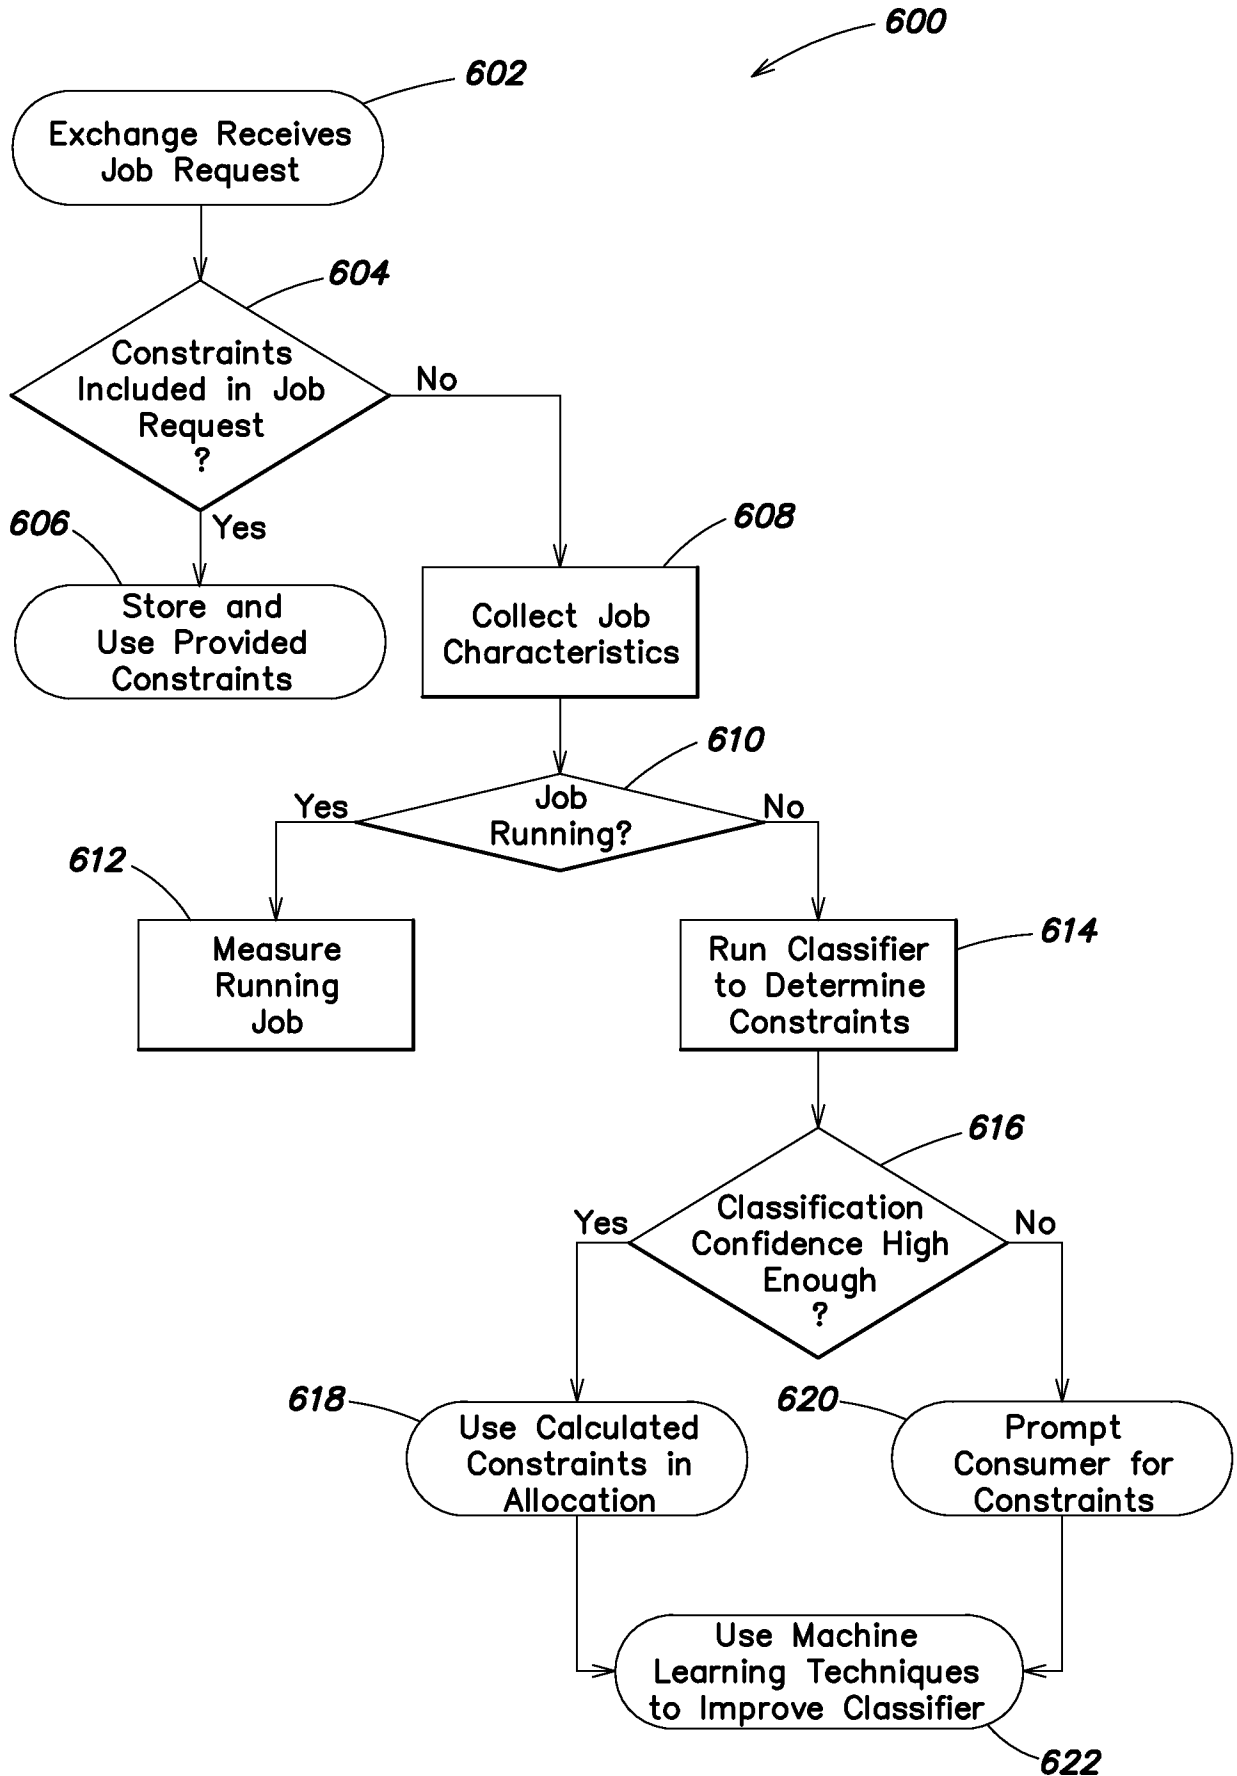 600
602
Exchange Receives
Job Request
604
Constraints
Included in Job
Request
?
No
Yes
606
Store and
Use Provided
Constraints
608
Collect Job
Characteristics
610
Job
Running?
Yes
No
612
Measure
Running
Job
614
Run Classifier
to Determine
Constraints
616
Classification
Confidence High
Enough
?
Yes
No
618
Use Calculated
Constraints in
Allocation
620
Prompt
Consumer for
Constraints
Use Machine
Learning Techniques
to Improve Classifier
622